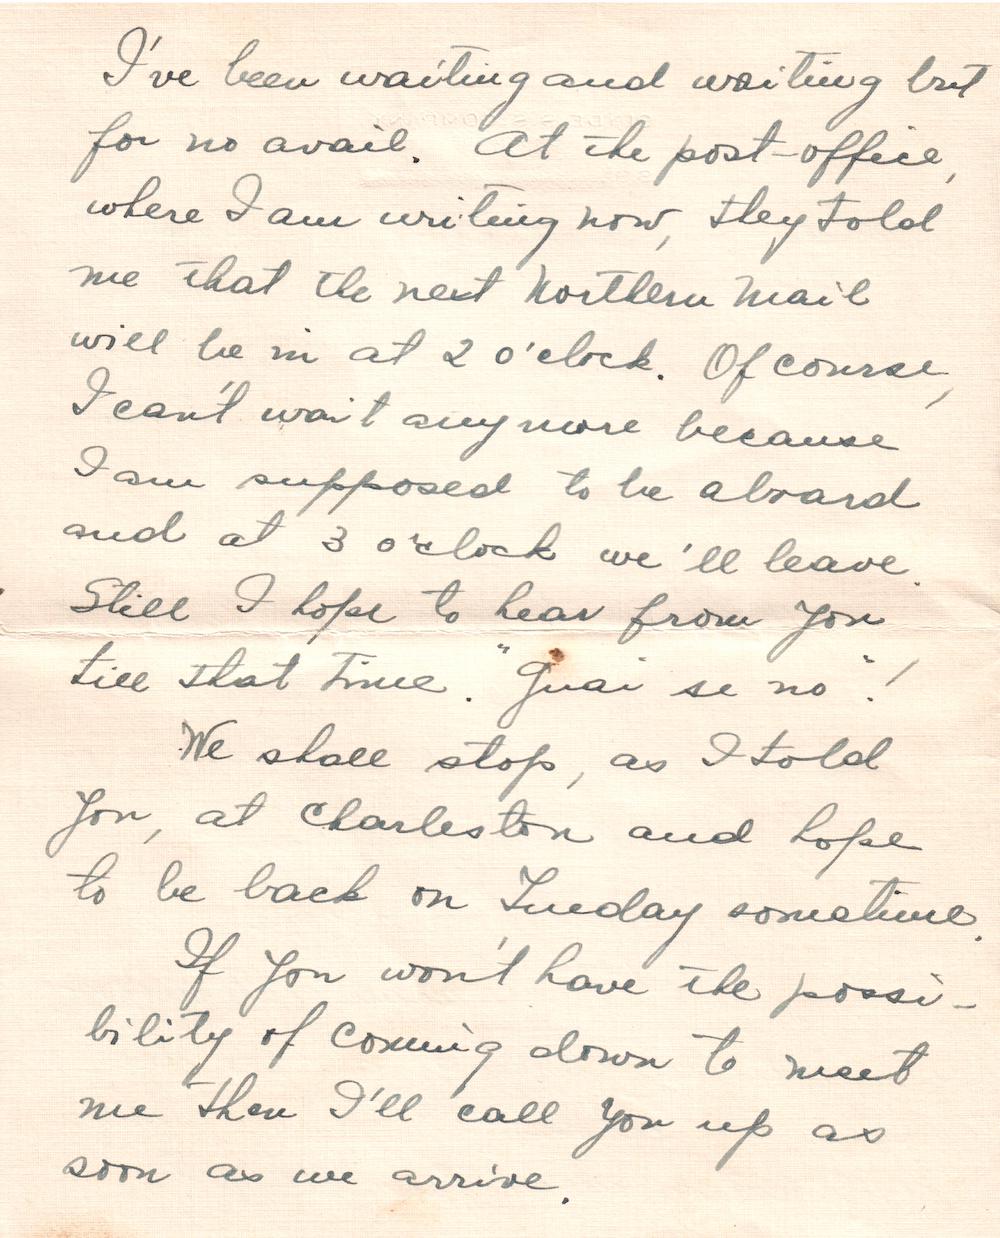 I've been waiting and waiting but
for no avail. At the post-office,
where I am writing now, they told
me that the next Northern Mail
will be in at 2 o'clock. Of course,
I can't wait anymore because
I am supposed to be aboard
and at 3 o'clock we'll leave.
Still I hope to hear from You
till that time. "Guai se no"!
We shall stop, as I told
You, at Charleston and hope
to be back on Tueday sometime.
If You won't have the possi-
bility of coming down to meet
me then I'll call You up as
soon as we arrive.